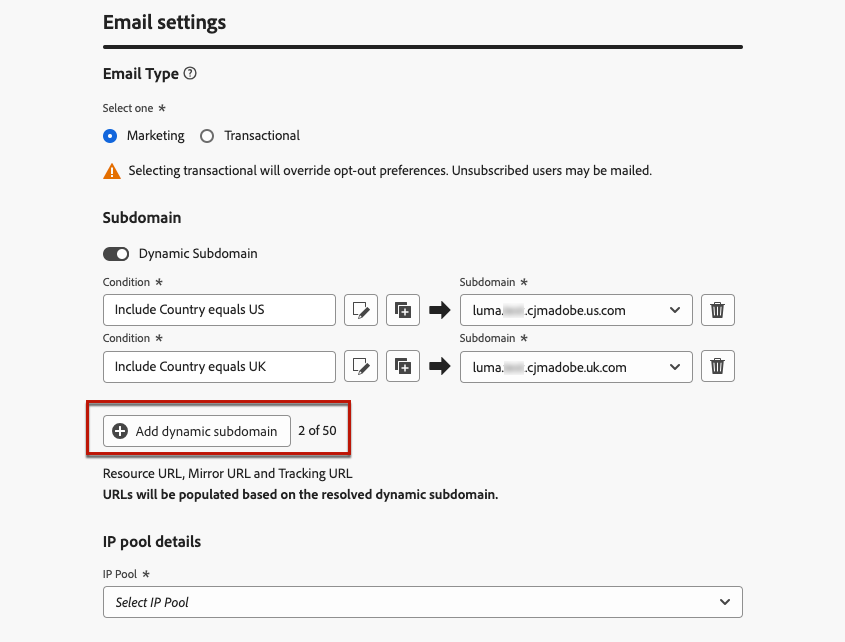 Email settings
Email Type
Select one *
Marketing Transactional
Selecting transactional will override opt-out preferences. Unsubscribed users may be mailed.
Subdomain
Dynamic Subdomain
Condition * Subdomain *
Include Country equals US luma. .cjmadobe.us.com
Condition * Subdomain *
Include Country equals UK luma. .cjmadobe.uk.com
Add dynamic subdomain 2 of 50
Resource URL, Mirror URL and Tracking URL
URLs will be populated based on the resolved dynamic subdomain.
IP pool details
IP Pool *
Select IP Pool